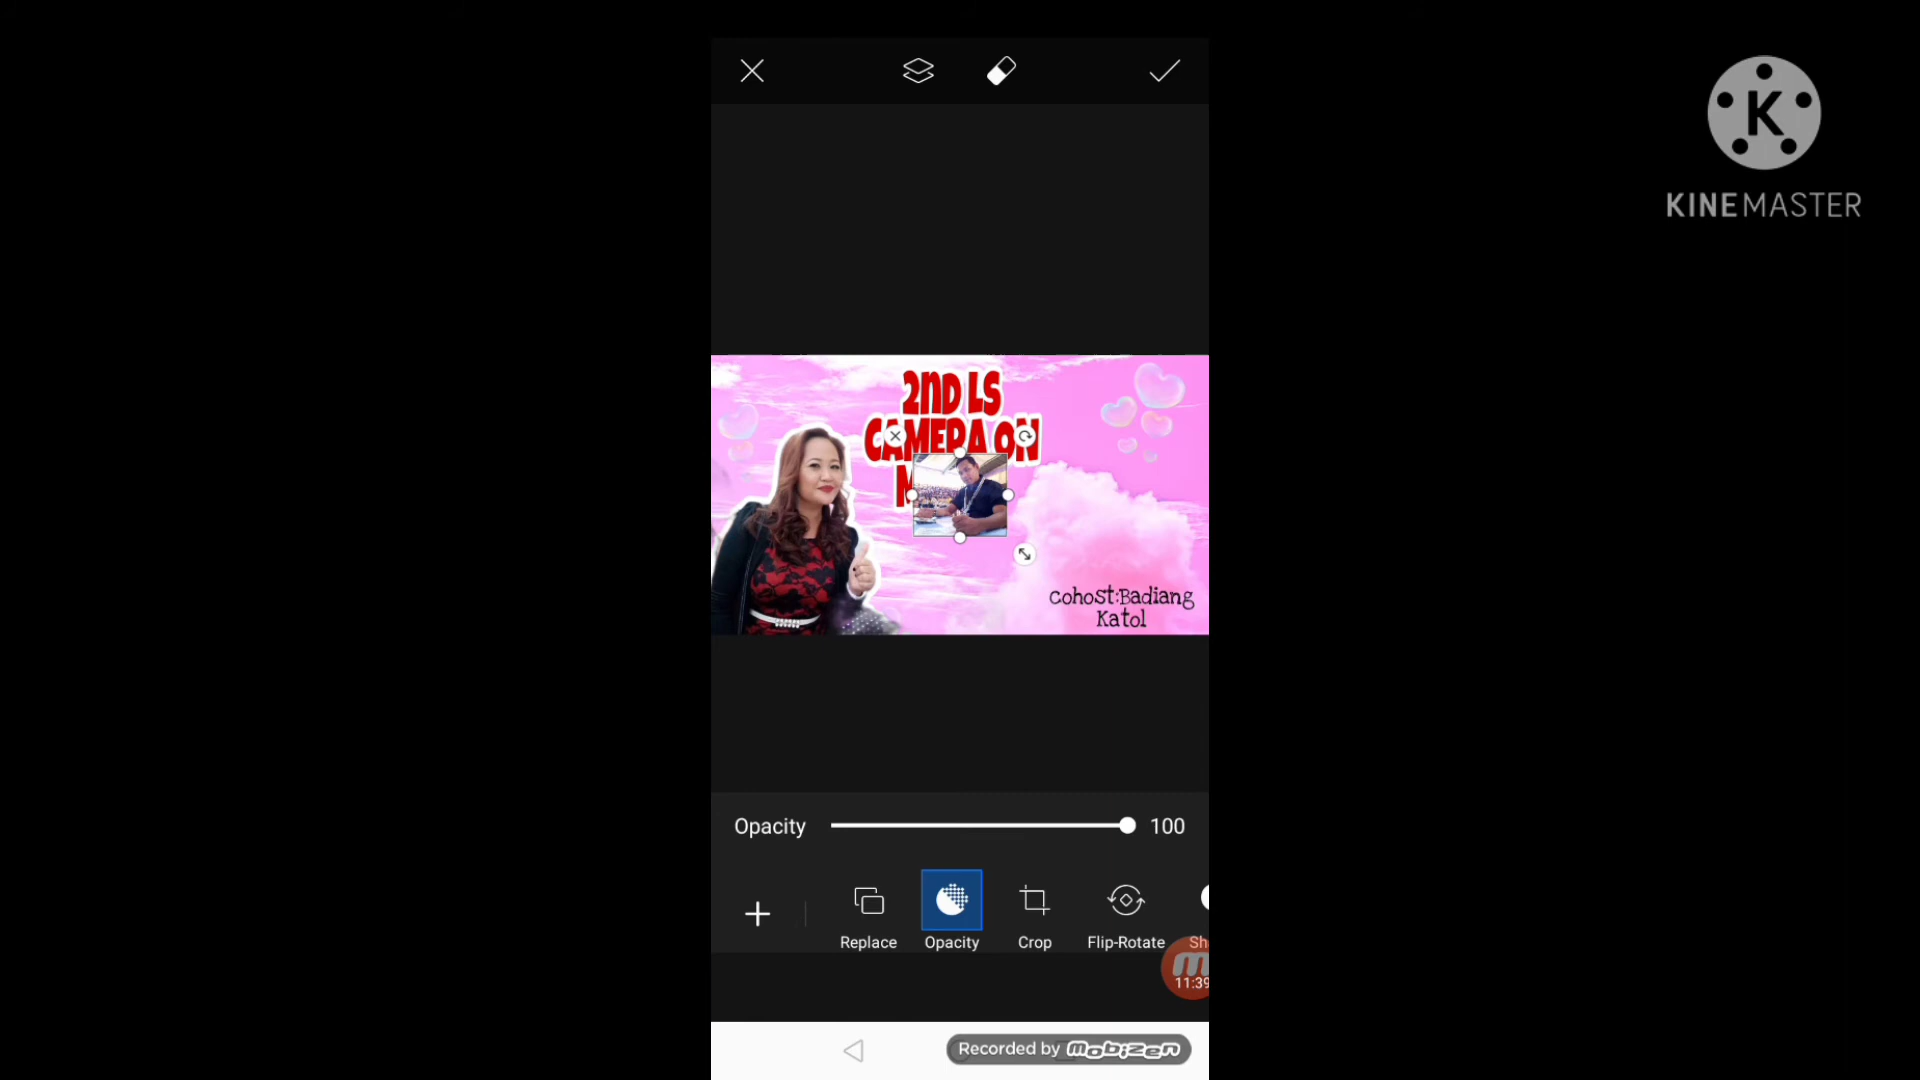 KINEMASTER
2ND LS
CAMERA ON
cohost:Badiang
Katol
Opacity 100
Replace Opacity Crop Flip-Rotate Sh
11:39
Recorded by mobizen